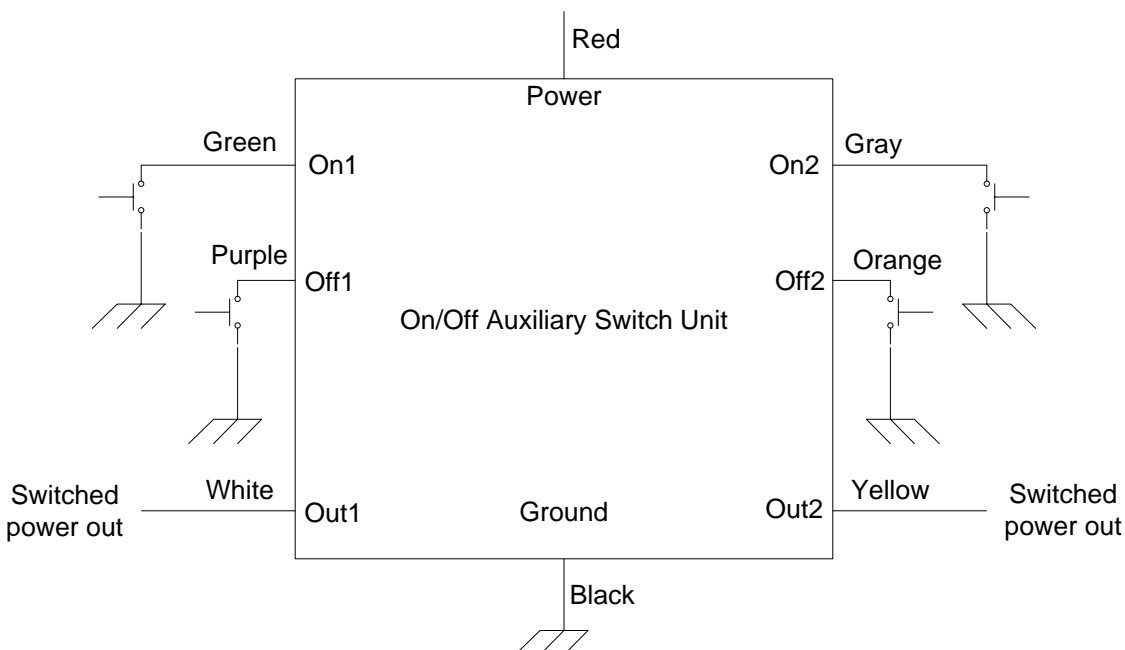 Red
Power
Green
On1
On2
Gray
Purple
Off1
Off2
Orange
On/Off Auxiliary Switch Unit
Switched
power out
White
Out1
Ground
Out2
Yellow
Switched
power out
Black